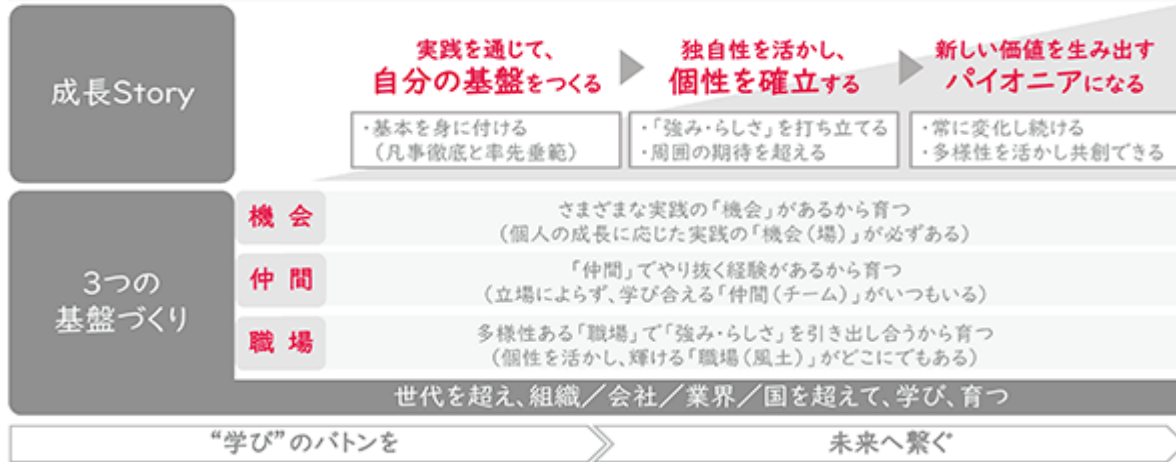 成長Story
実践を通じて、
自分の基盤をつくる
・基本を身に付ける
(凡事徹底と率先垂範)
独自性を活かし、
個性を確立する
・「強み・らしさ」を打ち立てる
・周囲の期待を超える
新しい価値を生み出す
パイオニアになる
・常に変化し続ける
・多様性を活かし共創できる
3つの
基盤づくり
機会
さまざまな実践の「機会」があるから育つ
(個人の成長に応じた実践の「機会(場)」が必ずある)
仲間
「仲間」でやり抜く経験があるから育つ
(立場によらず、学び合える「仲間(チーム)」がいつもいる)
職場
多様性ある「職場」で「強み・らしさ」を引き出し合うから育つ
(個性を活かし、輝ける「職場(風土)」がどこにでもある)
世代を超え、組織/会社/業界/国を超えて、学び、育つ
“学び”のバトンを
未来へ繋ぐ